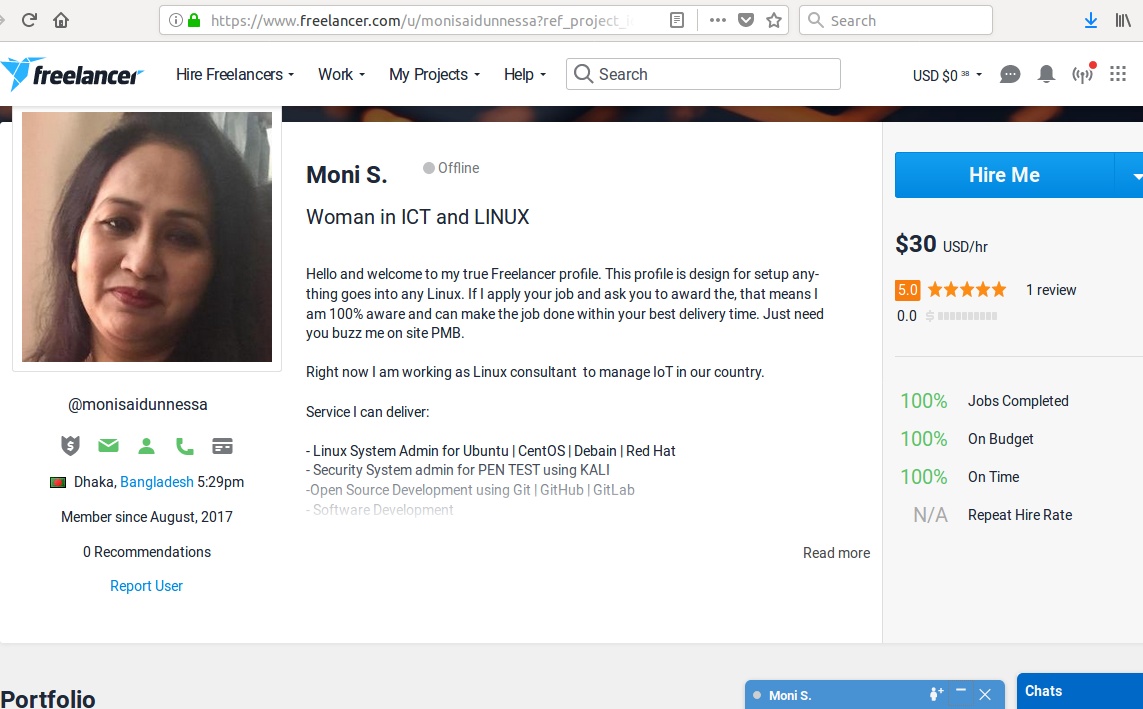 https://www.freelancer.com/u/monisaidunnessa?ref_project_i
Search
freelancer
Hire Freelancers
Work
My Projects
Help
Search
USD $0 38
Moni S.
Offline
Woman in ICT and LINUX
Hello and welcome to my true Freelancer profile. This profile is design for setup any-
thing goes into any Linux. If I apply your job and ask you to award the, that means I
am 100% aware and can make the job done within your best delivery time. Just need
you buzz me on site PMB.
Right now I am working as Linux consultant to manage IoT in our country.
Service I can deliver:
- Linux System Admin for Ubuntu | CentOS | Debain | Red Hat
- Security System admin for PEN TEST using KALI
-Open Source Development using Git | GitHub | GitLab
- Software Development
Read more
@monisaidunnessa
Dhaka, Bangladesh 5:29pm
Member since August, 2017
0 Recommendations
Report User
Hire Me
$30 USD/hr
5.0 1 review
0.0 $
100% Jobs Completed
100% On Budget
100% On Time
N/A Repeat Hire Rate
Portfolio
Moni S.
Chats